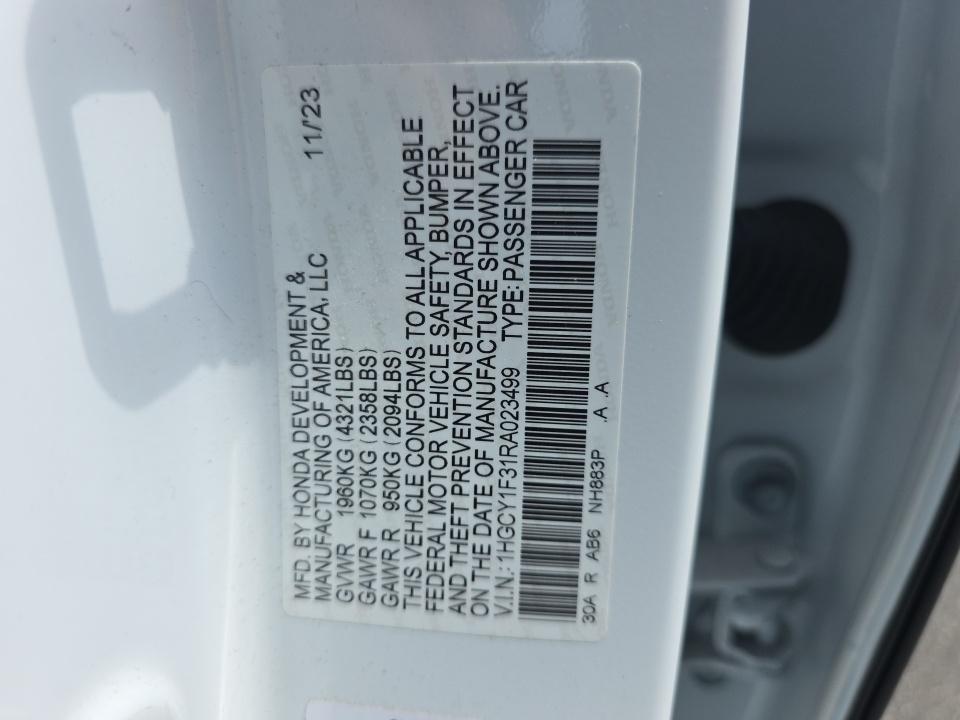 MFD. BY HONDA DEVELOPMENT & 11/'23
MANUFACTURING OF AMERICA, LLC
GVWR 1960KG (4321LBS)
GAWR F 1070KG (2358LBS)
GAWR R 950KG (2094LBS)
THIS VEHICLE CONFORMS TO ALL APPLICABLE
FEDERAL MOTOR VEHICLE SAFETY, BUMPER,
AND THEFT PREVENTION STANDARDS IN EFFECT
ON THE DATE OF MANUFACTURE SHOWN ABOVE.
V.I.N.: 1HGCY1F31RA023499 TYPE: PASSENGER CAR
30A R AB6 NH883P .A .A